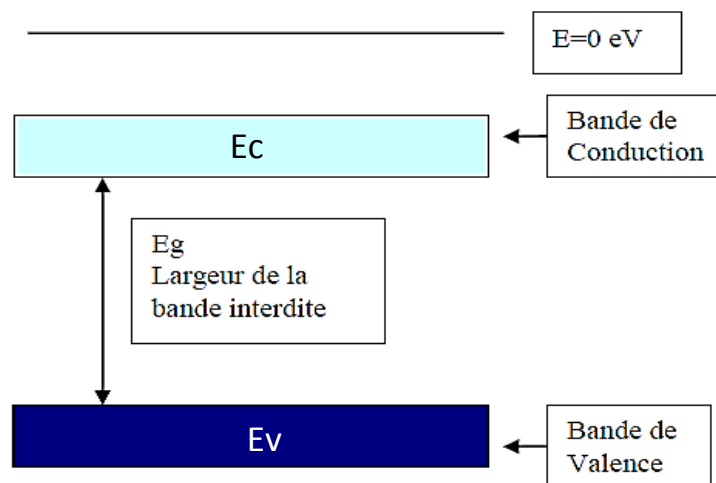 E=0 eV
Ec
Bande de
Conduction
Eg
Largeur de la
bande interdite
Ev
Bande de
Valence